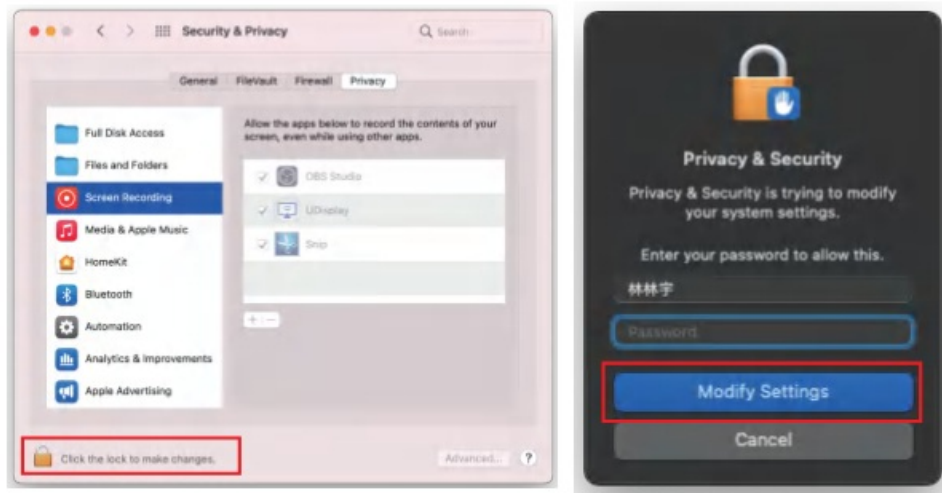 Security & Privacy
Search
General FileVault Firewall Privacy
Full Disk Access
Files and Folders
Screen Recording
Media & Apple Music
HomeKit
Bluetooth
Automation
Analytics & Improvements
Apple Advertising
Allow the apps below to record the contents of your
screen, even while using other apps.
OBS Studio
UDisplay
Snip
+ −
Click the lock to make changes.
Advanced... ?
Privacy & Security
Privacy & Security is trying to modify
your system settings.
Enter your password to allow this.
林林宇
Password
Modify Settings
Cancel